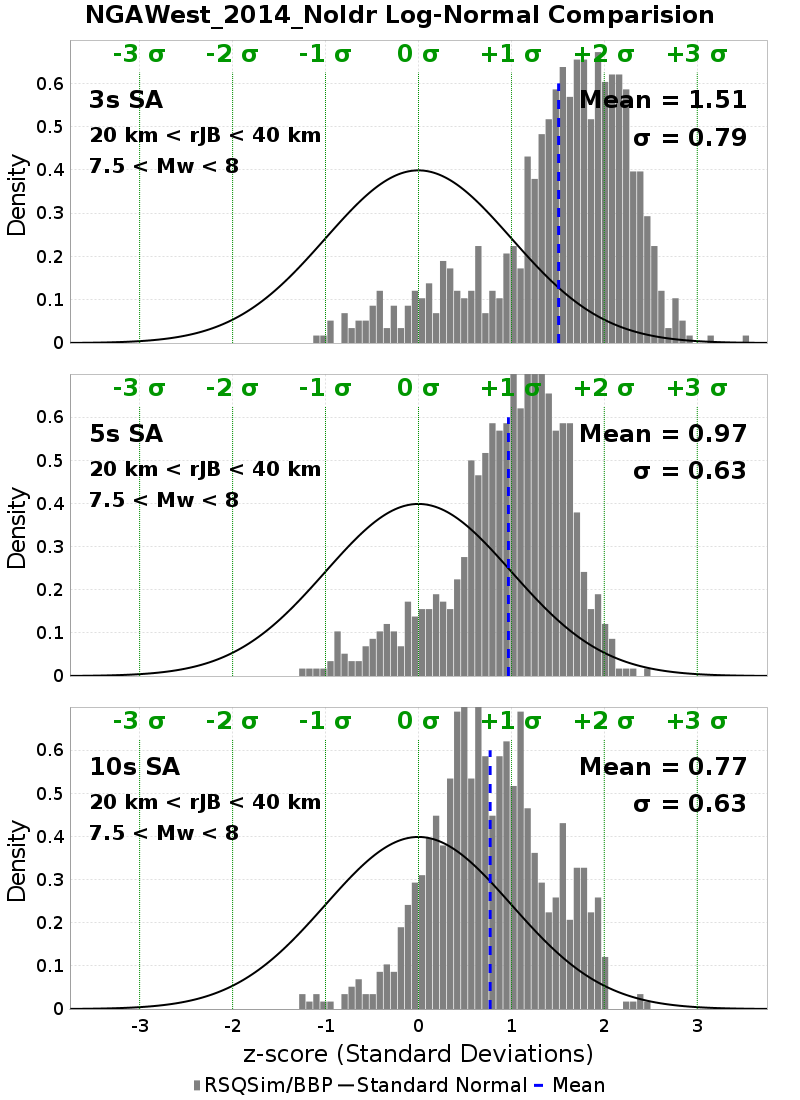 NGAWest_2014_NoIdr Log-Normal Comparision
-3 σ -2 σ -1 σ 0 σ +1 σ +2 σ +3 σ
3s SA Mean = 1.51
20 km < rJB < 40 km σ = 0.79
7.5 < Mw < 8
Density
0.6
0.5
0.4
0.3
0.2
0.1
0
-3 σ -2 σ -1 σ 0 σ +1 σ +2 σ +3 σ
5s SA Mean = 0.97
20 km < rJB < 40 km σ = 0.63
7.5 < Mw < 8
Density
0.6
0.5
0.4
0.3
0.2
0.1
0
-3 σ -2 σ -1 σ 0 σ +1 σ +2 σ +3 σ
10s SA Mean = 0.77
20 km < rJB < 40 km σ = 0.63
7.5 < Mw < 8
Density
0.6
0.5
0.4
0.3
0.2
0.1
0
-3 -2 -1 0 1 2 3
z-score (Standard Deviations)
RSQSim/BBP Standard Normal Mean